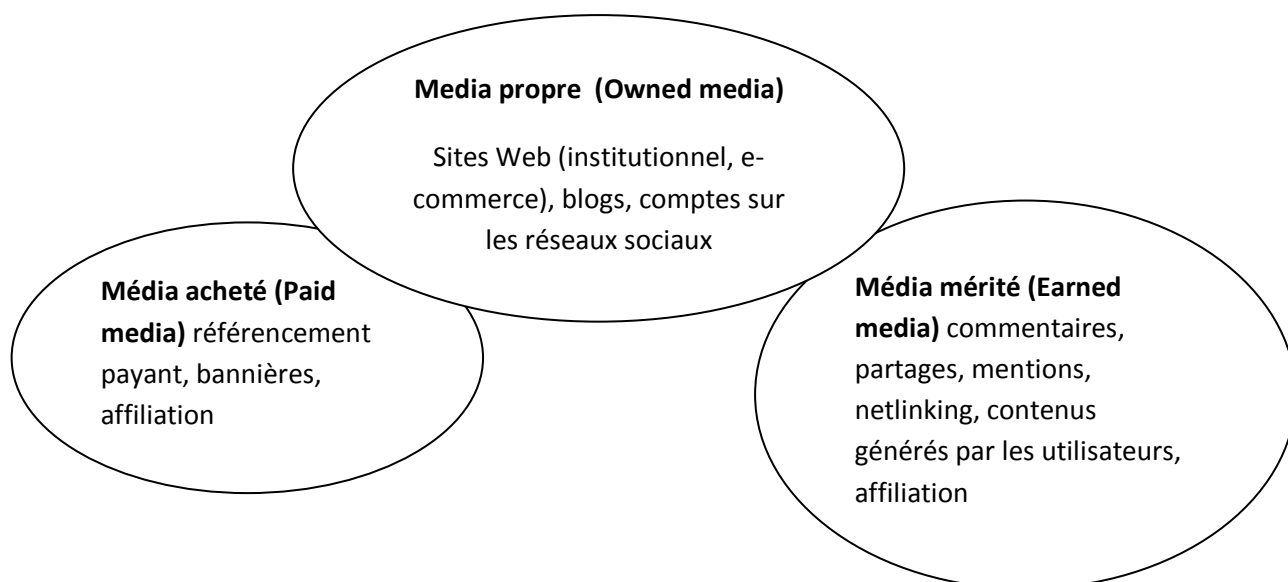 Media propre (Owned media)
Sites Web (institutionnel, e-
commerce), blogs, comptes sur
les réseaux sociaux
Média acheté (Paid
media) référencement
payant, bannières,
affiliation
Média mérité (Earned
media) commentaires,
partages, mentions,
netlinking, contenus
générés par les utilisateurs,
affiliation